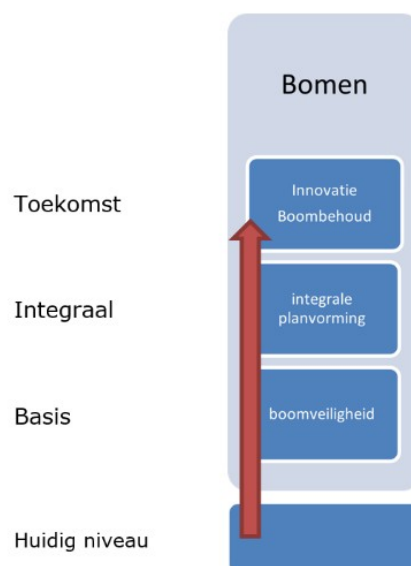 Bomen
Toekomst
Innovatie
Boombehoud
Integraal
integrale
planvorming
Basis
boomveiligheid
Huidig niveau